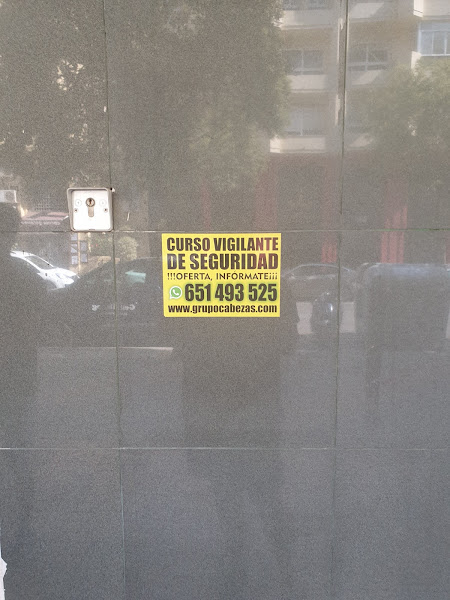 CURSO VIGILANTE
DE SEGURIDAD
!!!OFERTA, INFORMATE¡¡¡
651 493 525
www.grupocabezas.com